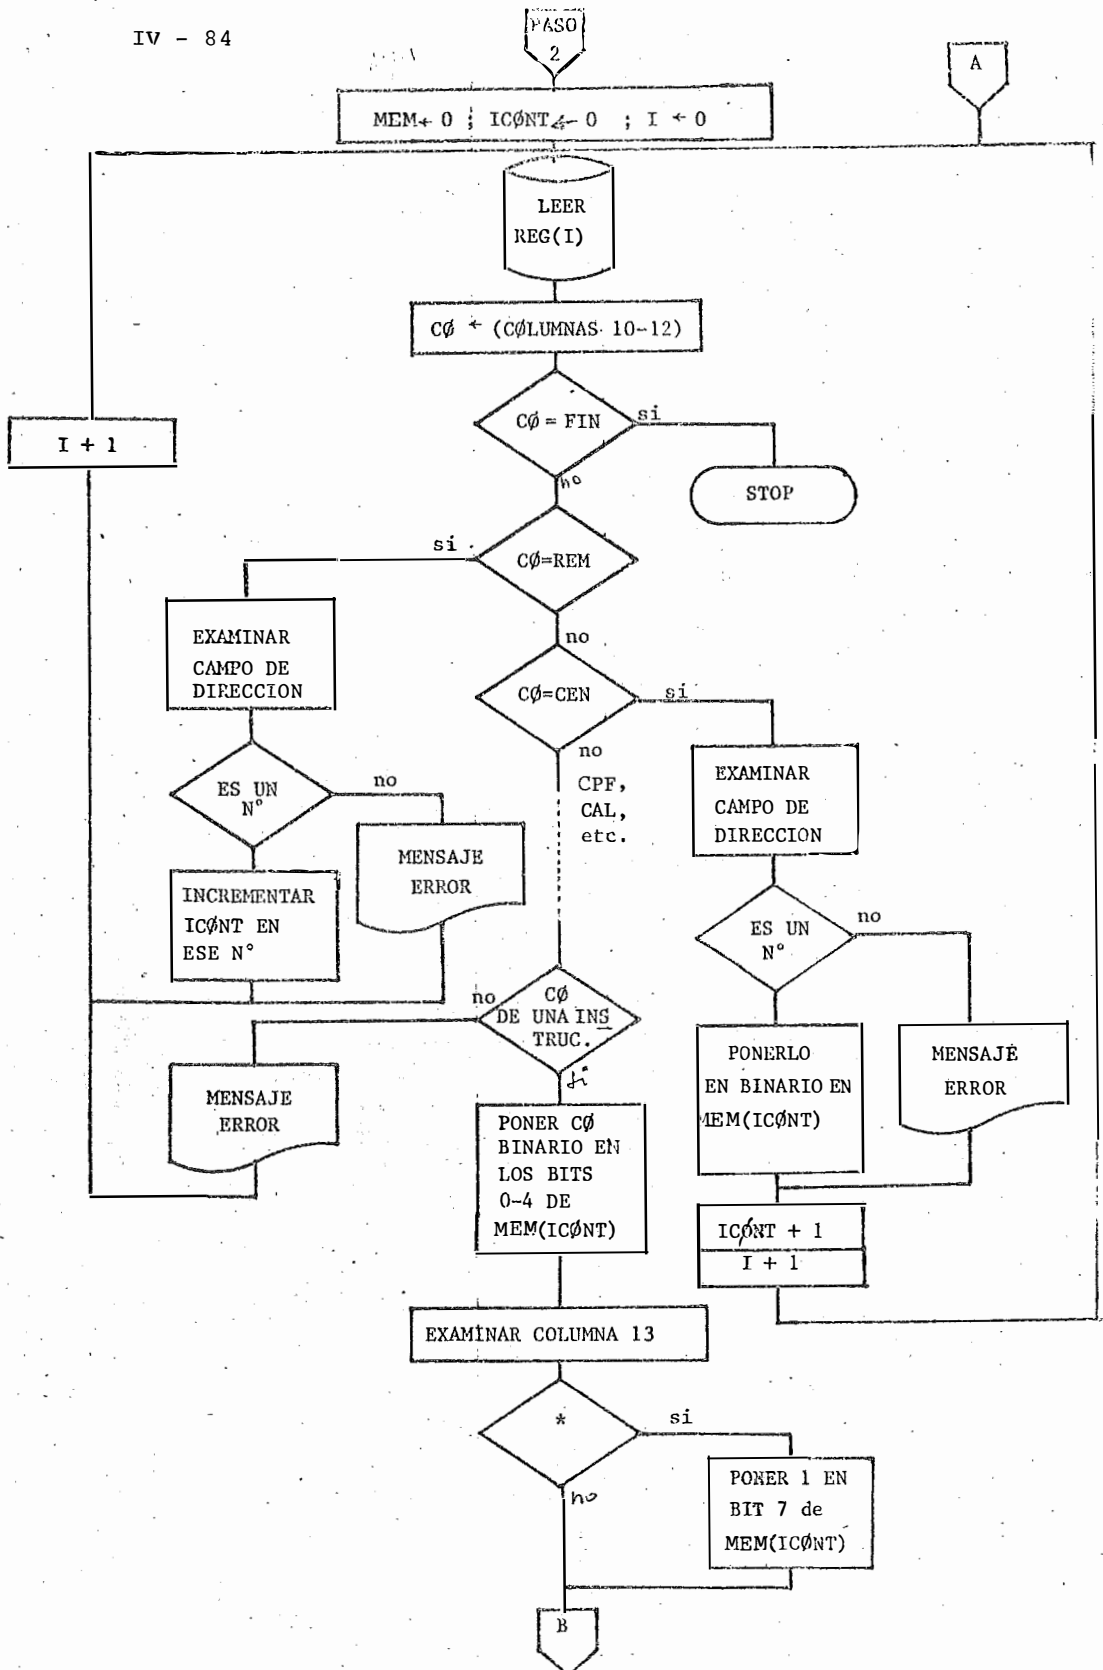 IV - 84
PASO
2
A
MEM← 0 ; ICØNT ← 0 ; I ← 0
LEER
REG(I)
CØ ← (CØLUMNAS 10-12)
CØ = FIN
si
no
STOP
I + 1
si
CØ=REM
no
EXAMINAR
CAMPO DE
DIRECCION
CØ=CEN
si
no
CPF,
CAL,
etc.
EXAMINAR
CAMPO DE
DIRECCION
ES UN
N°
no
MENSAJE
ERROR
INCREMENTAR
ICØNT EN
ESE N°
ES UN
N°
no
no
CØ
DE UNA INS
TRUC.
si
PONERLO
EN BINARIO EN
MEM(ICØNT)
MENSAJE
ERROR
MENSAJE
ERROR
PONER CØ
BINARIO EN
LOS BITS
0-4 DE
MEM(ICØNT)
ICØNT + 1
I + 1
EXAMINAR COLUMNA 13
*
si
no
PONER 1 EN
BIT 7 de
MEM(ICØNT)
B